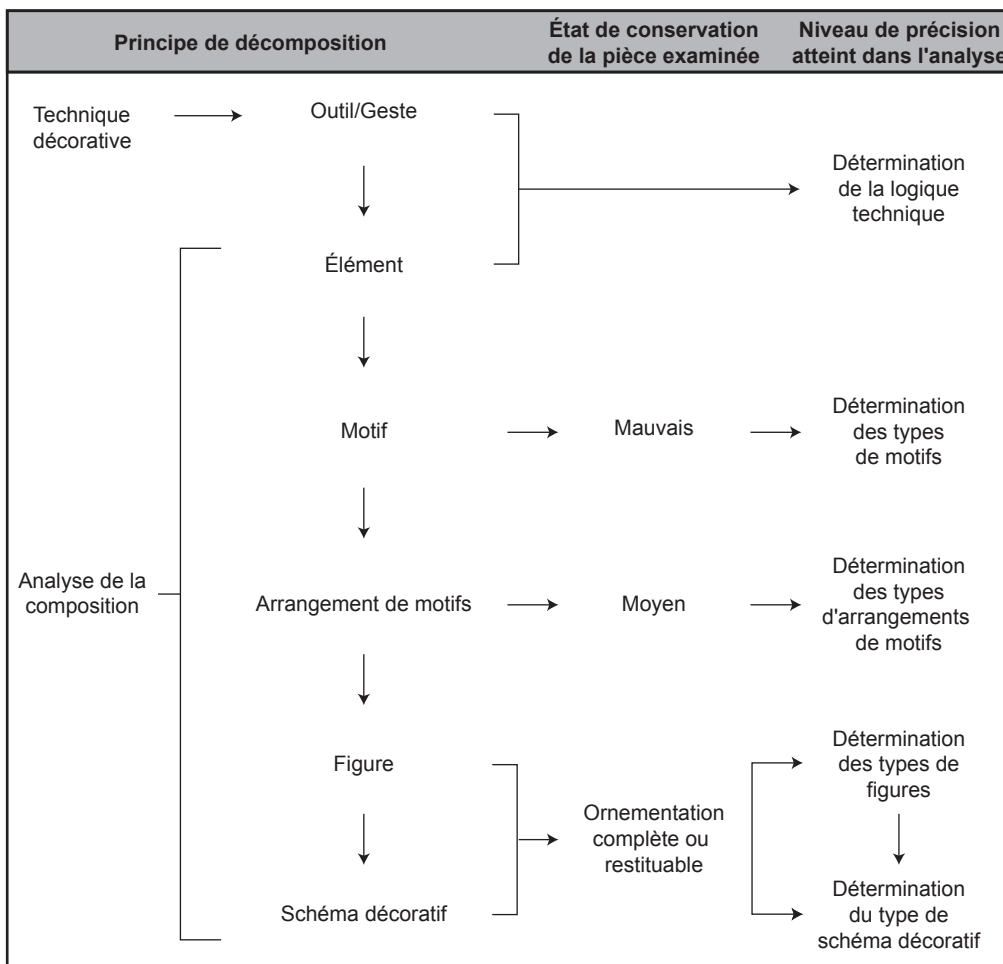 Principe de décomposition
État de conservation
de la pièce examinée
Niveau de précision
atteint dans l'analyse
Technique
décorative
Outil/Geste
Détermination
de la logique
technique
Élément
Motif
Mauvais
Détermination
des types
de motifs
Analyse de la
composition
Arrangement de motifs
Moyen
Détermination
des types
d'arrangements
de motifs
Figure
Ornementation
complète ou
restituable
Détermination
des types de
figures
Schéma décoratif
Détermination
du type de
schéma décoratif